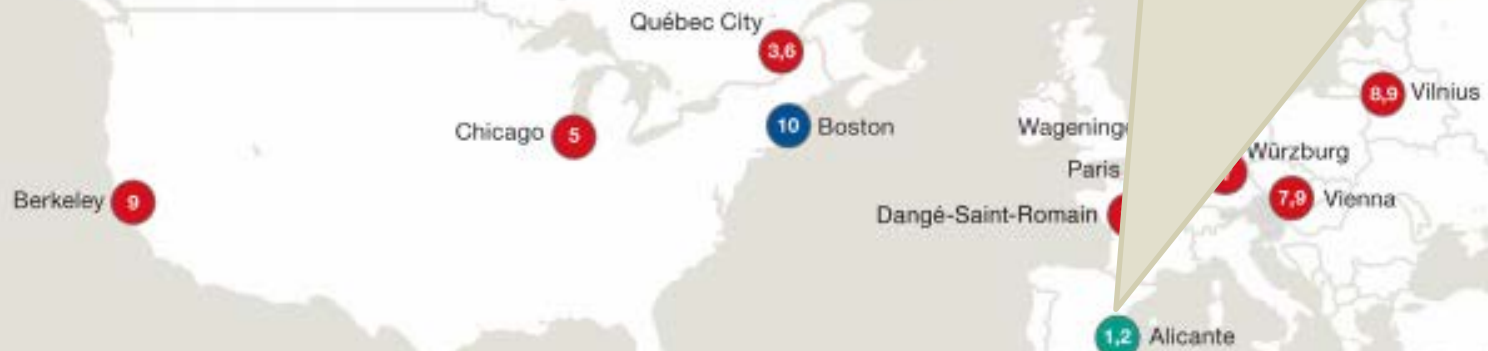 Québec City
3,6
8,9 Vilnius
Chicago 5
10 Boston
Würzburg
Paris
Berkeley 9
7,9 Vienna
Dangé-Saint-Romain
1,2 Alicante